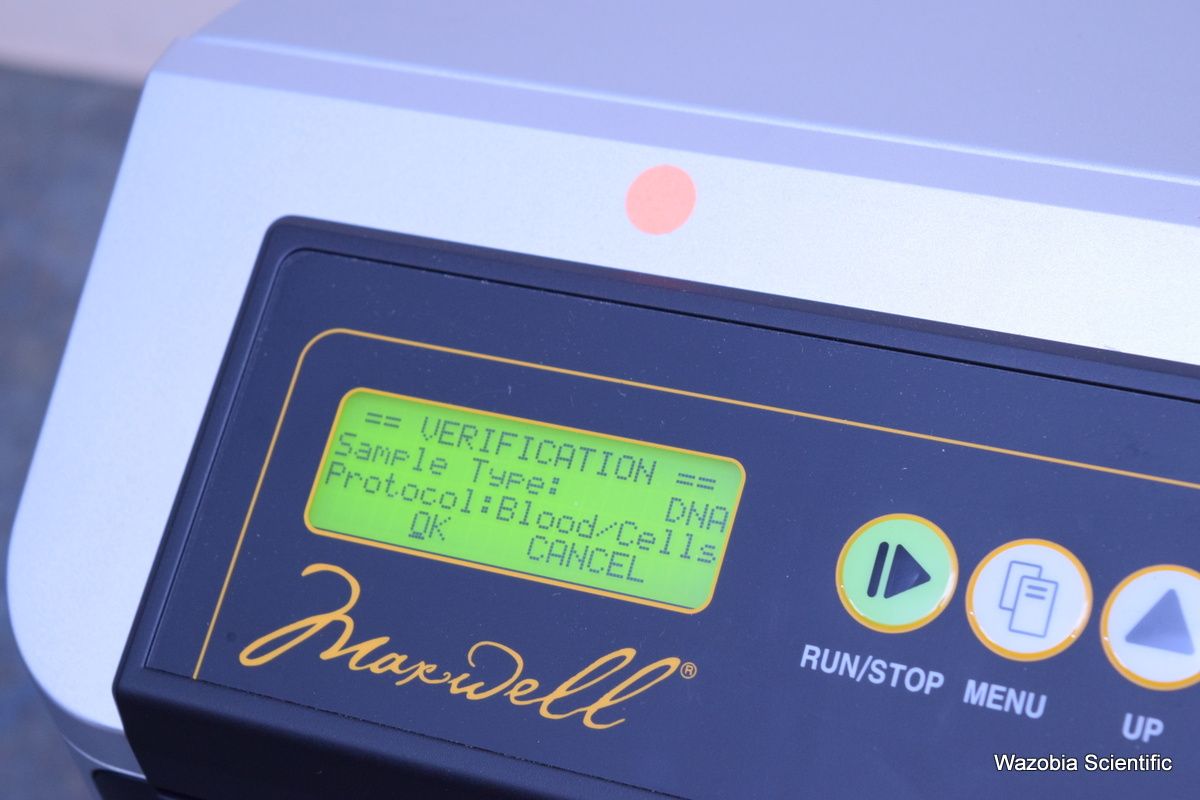 == VERIFICATION ==
Sample Type:
DNA
Protocol:Blood/Cells
OK CANCEL
Maxwell®
RUN/STOP MENU UP
Wazobia Scientific